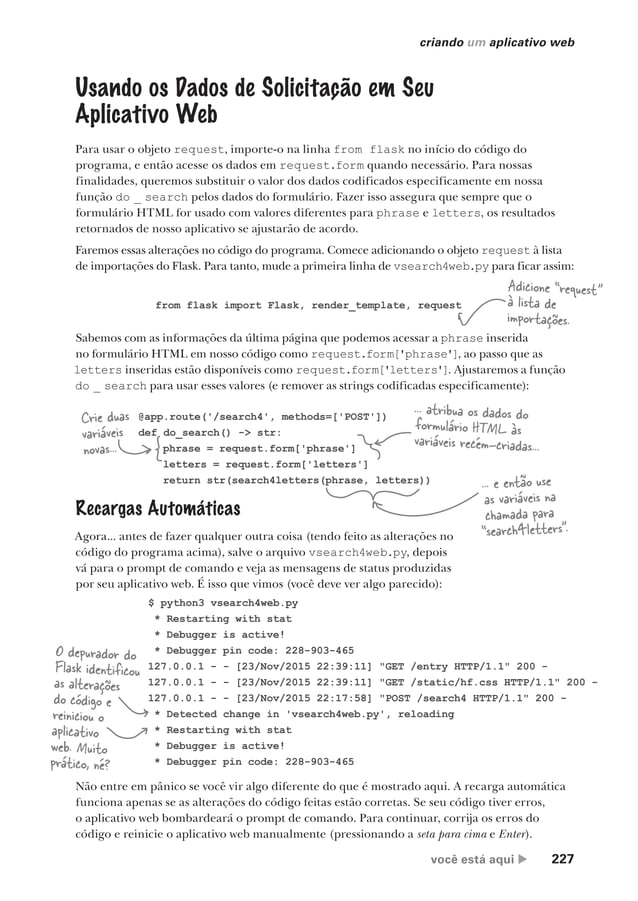 criando um aplicativo web
Usando os Dados de Solicitação em Seu
Aplicativo Web
Para usar o objeto request, importe-o na linha from flask no início do código do
programa, e então acesse os dados em request.form quando necessário. Para nossas
finalidades, queremos substituir o valor dos dados codificados especificamente em nossa
função do _ search pelos dados do formulário. Fazer isso assegura que sempre que o
formulário HTML for usado com valores diferentes para phrase e letters, os resultados
retornados de nosso aplicativo se ajustarão de acordo.
Faremos essas alterações no código do programa. Comece adicionando o objeto request à lista
de importações do Flask. Para tanto, mude a primeira linha de vsearch4web.py para ficar assim:
from flask import Flask, render_template, request
Adicione "request"
à lista de
importações.
Sabemos com as informações da última página que podemos acessar a phrase inserida
no formulário HTML em nosso código como request.form['phrase'], ao passo que as
letters inseridas estão disponíveis como request.form['letters']. Ajustaremos a função
do _ search para usar esses valores (e remover as strings codificadas especificamente):
Crie duas
variáveis
novas...
@app.route('/search4', methods=['POST'])
def do_search() -> str:
phrase = request.form['phrase']
letters = request.form['letters']
return str(search4letters(phrase, letters))
... atribua os dados do
formulário HTML às
variáveis recém-criadas...
... e então use
as variáveis na
chamada para
"search4letters".
Recargas Automáticas
Agora... antes de fazer qualquer outra coisa (tendo feito as alterações no
código do programa acima), salve o arquivo vsearch4web.py, depois
vá para o prompt de comando e veja as mensagens de status produzidas
por seu aplicativo web. É isso que vimos (você deve ver algo parecido):
$ python3 vsearch4web.py
* Restarting with stat
* Debugger is active!
* Debugger pin code: 228-903-465
127.0.0.1 - - [23/Nov/2015 22:39:11] "GET /entry HTTP/1.1" 200 -
127.0.0.1 - - [23/Nov/2015 22:39:11] "GET /static/hf.css HTTP/1.1" 200 -
127.0.0.1 - - [23/Nov/2015 22:17:58] "POST /search4 HTTP/1.1" 200 -
* Detected change in 'vsearch4web.py', reloading
* Restarting with stat
* Debugger is active!
* Debugger pin code: 228-903-465
O depurador do
Flask identificou
as alterações
do código e
reiniciou o
aplicativo
web. Muito
prático, né?
Não entre em pânico se você vir algo diferente do que é mostrado aqui. A recarga automática
funciona apenas se as alterações do código feitas estão corretas. Se seu código tiver erros,
o aplicativo web bombardeará o prompt de comando. Para continuar, corrija os erros do
código e reinicie o aplicativo web manualmente (pressionando a seta para cima e Enter).
você está aqui ▶ 227